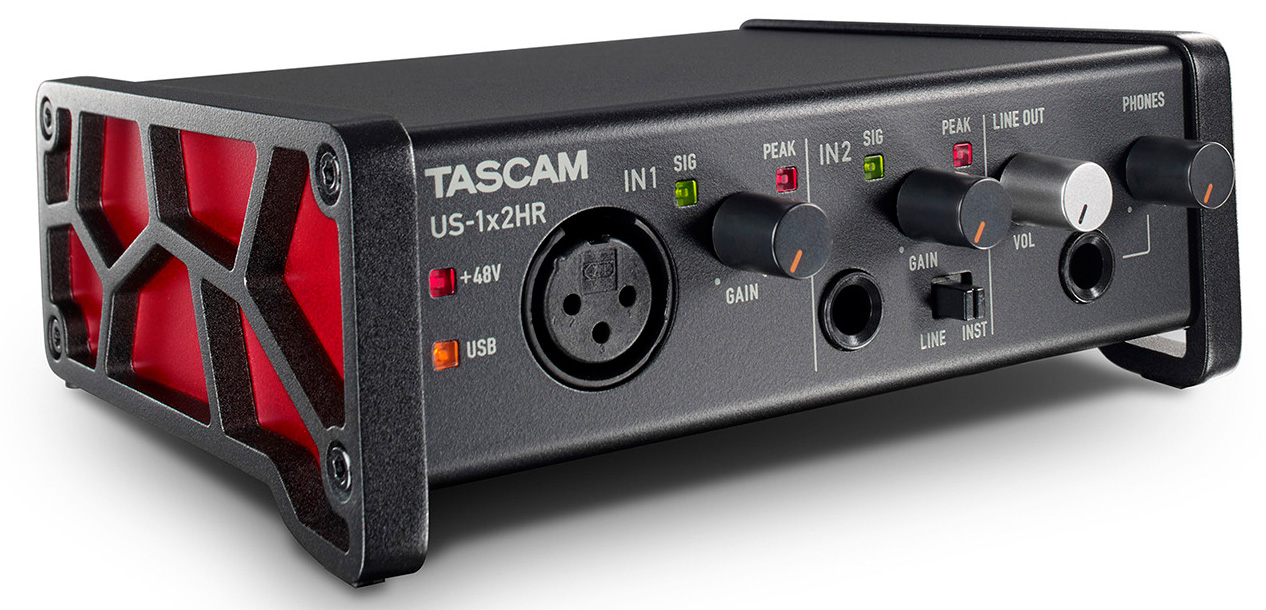 TASCAM
US-1x2HR
+48V
USB
IN1
SIG
PEAK
GAIN
IN2
SIG
PEAK
GAIN
LINE INST
LINE OUT
VOL
PHONES